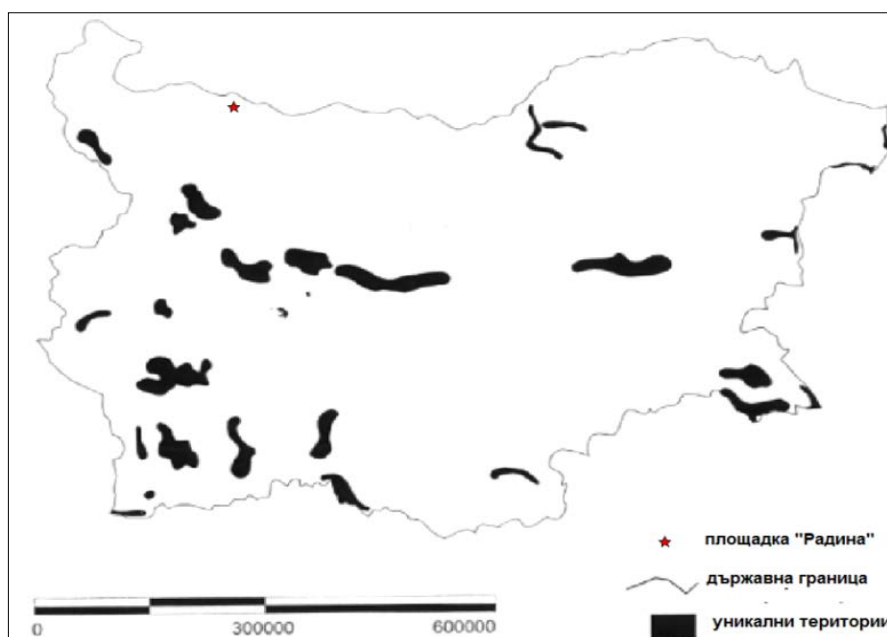 площадка "Радина"
държавна граница
уникални територии
0 300000 600000